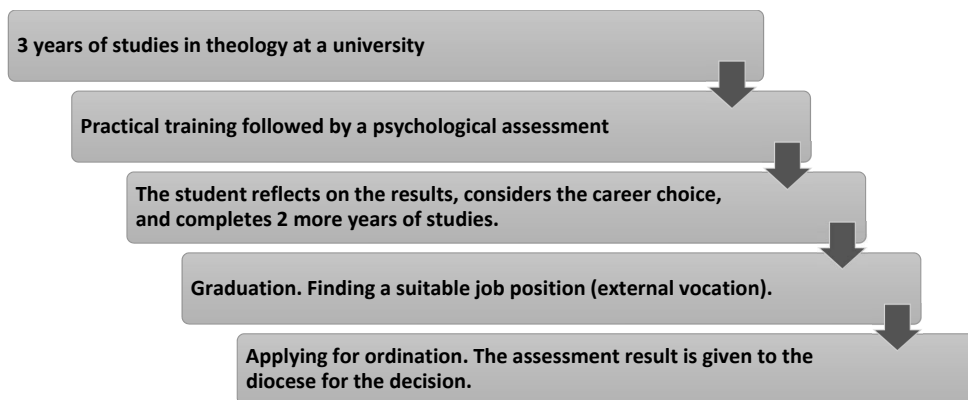 3 years of studies in theology at a university
Practical training followed by a psychological assessment
The student reflects on the results, considers the career choice,
and completes 2 more years of studies.
Graduation. Finding a suitable job position (external vocation).
Applying for ordination. The assessment result is given to the
diocese for the decision.